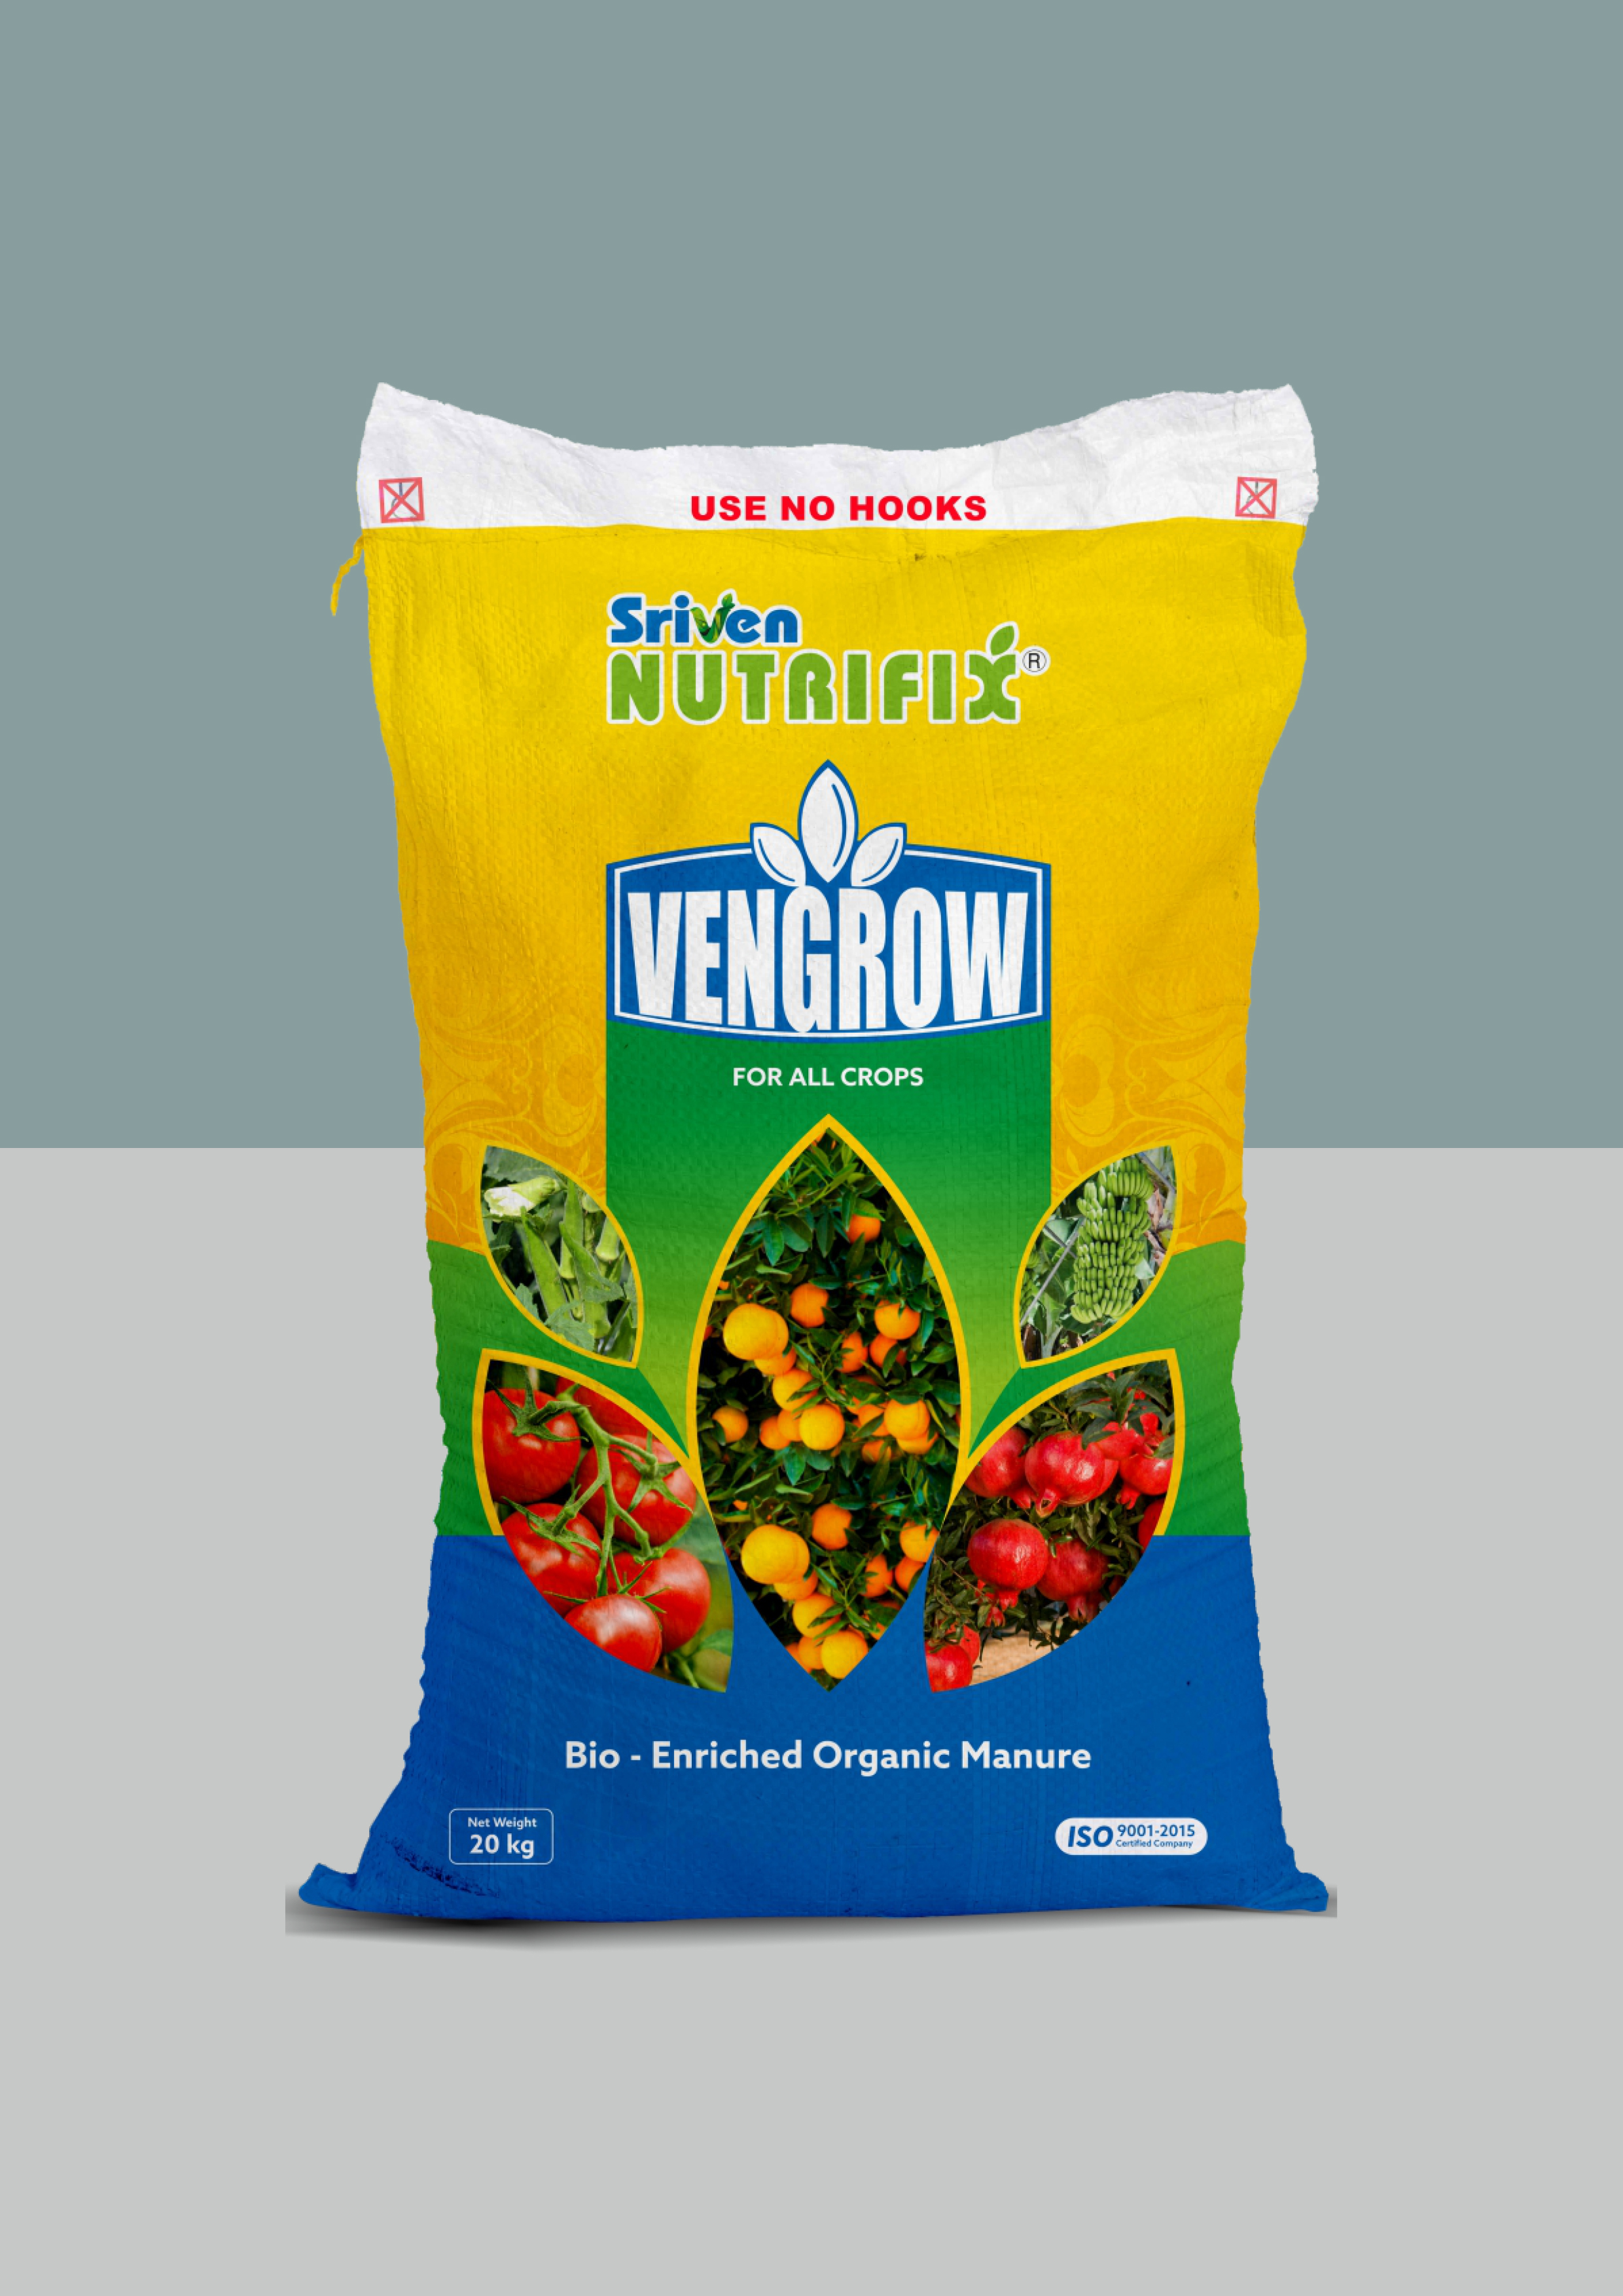 USE NO HOOKS
Sriven
NUTRIFIX®
VENGROW
FOR ALL CROPS
Bio - Enriched Organic Manure
Net Weight
20 kg
ISO 9001-2015
Certified Company